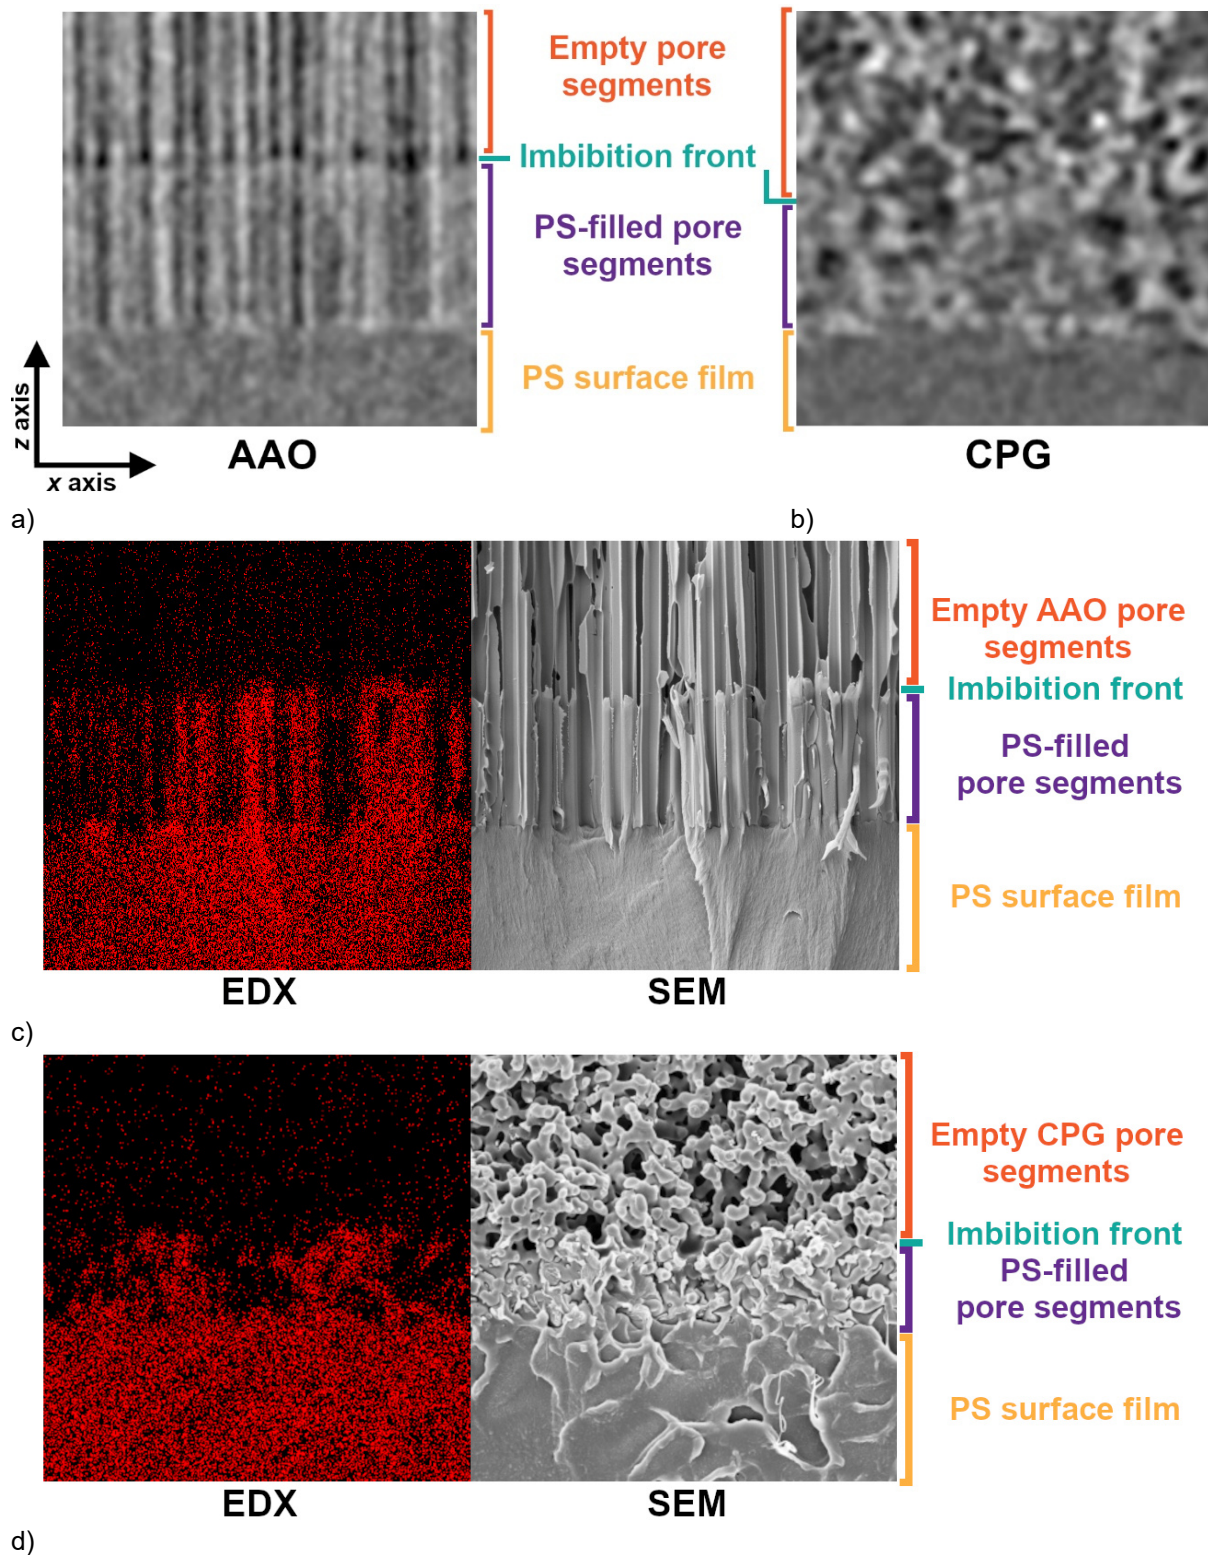 Empty pore
segments
Imbibition front
PS-filled pore
segments
PS surface film
z axis
x axis
AAO
CPG
a)
b)
Empty AAO pore
segments
Imbibition front
PS-filled
pore segments
PS surface film
EDX
SEM
c)
Empty CPG pore
segments
Imbibition front
PS-filled
pore segments
PS surface film
EDX
SEM
d)